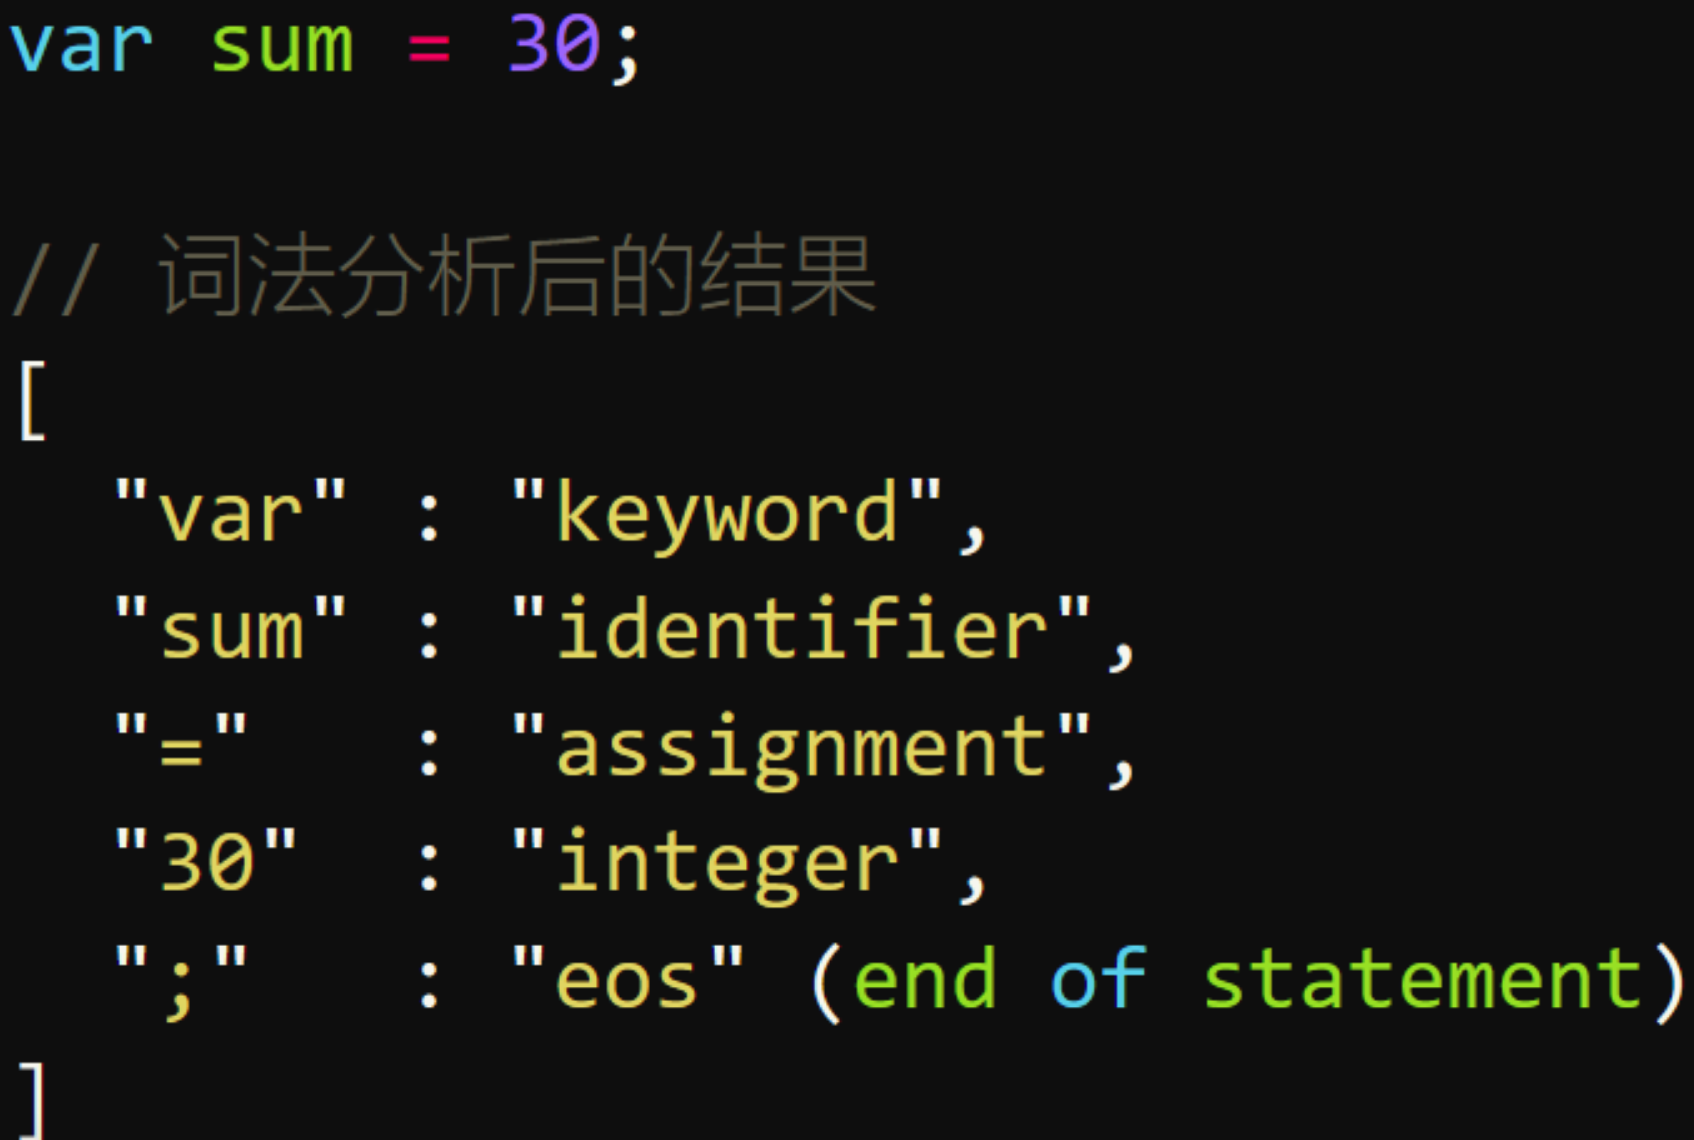 var sum = 30;
// 词法分析后的结果
[
"var" : "keyword",
"sum" : "identifier",
"=" : "assignment",
"30" : "integer",
";" : "eos" (end of statement)
]